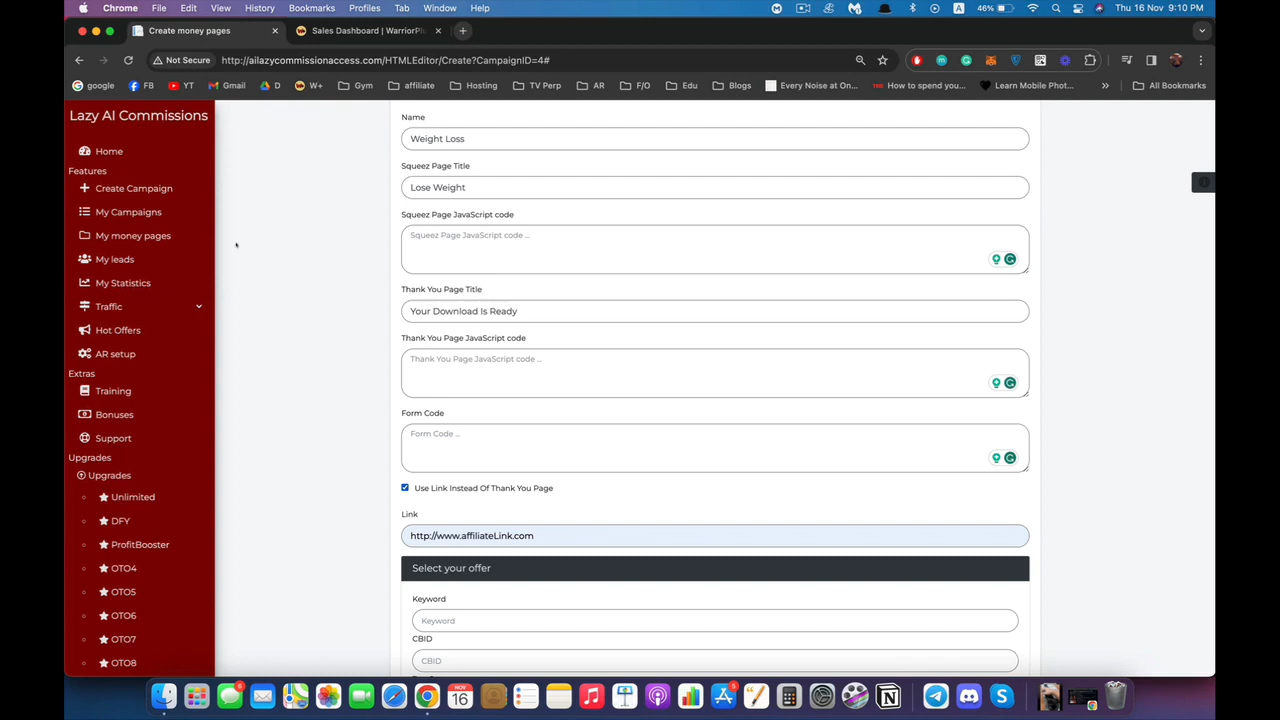 Chrome File Edit View History Bookmarks Profiles Tab Window Help
A 46% Thu 16 Nov 9:10 PM
Create money pages
Sales Dashboard | WarriorPlu
Not Secure http://ailazycommissionaccess.com/HTMLEditor/Create?CampaignID=4#
google FB YT Gmail D W+ Gym affiliate Hosting TV Perp AR F/O Edu Blogs Every Noise at On... How to spend you... Learn Mobile Phot... All Bookmarks
Lazy AI Commissions
Home
Features
Create Campaign
My Campaigns
My money pages
My leads
My Statistics
Traffic
Hot Offers
AR setup
Extras
Training
Bonuses
Support
Upgrades
Upgrades
Unlimited
DFY
ProfitBooster
OTO4
OTO5
OTO6
OTO7
OTO8
Name
Weight Loss
Squeez Page Title
Lose Weight
Squeez Page JavaScript code
Squeez Page JavaScript code ...
Thank You Page Title
Your Download Is Ready
Thank You Page JavaScript code
Thank You Page JavaScript code ...
Form Code
Form Code ...
Use Link Instead Of Thank You Page
Link
http://www.affiliateLink.com
Select your offer
Keyword
Keyword
CBID
CBID
NOV
16